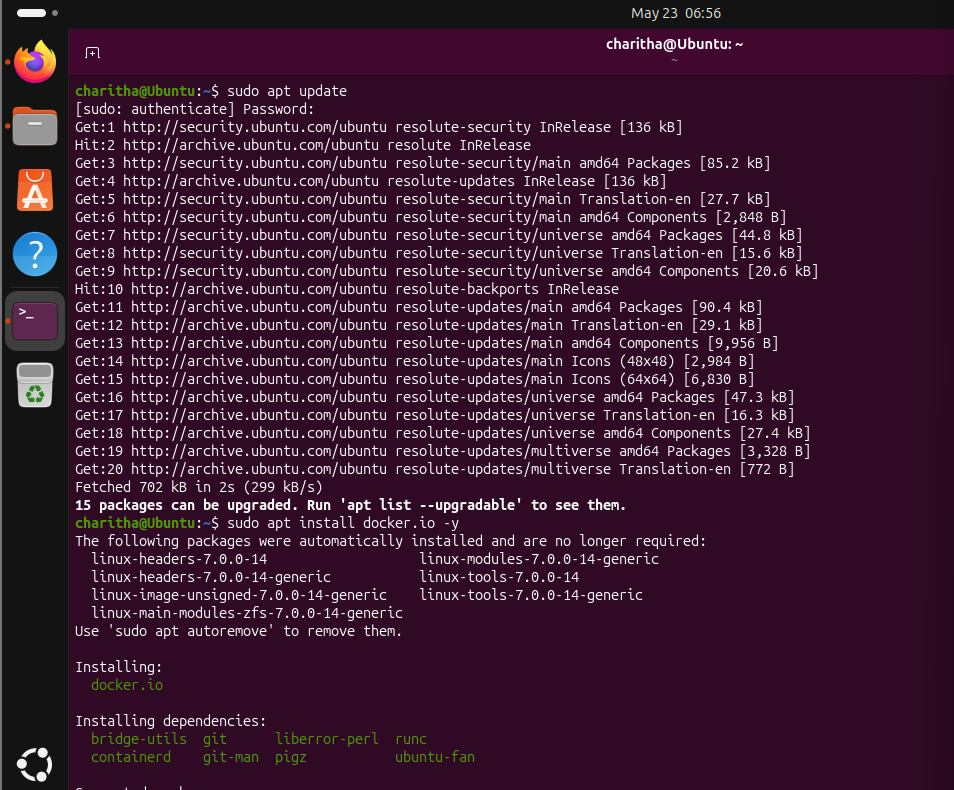 May 23 06:56
charitha@Ubuntu: ~
~
charitha@Ubuntu:~$ sudo apt update
[sudo: authenticate] Password:
Get:1 http://security.ubuntu.com/ubuntu resolute-security InRelease [136 kB]
Hit:2 http://archive.ubuntu.com/ubuntu resolute InRelease
Get:3 http://security.ubuntu.com/ubuntu resolute-security/main amd64 Packages [85.2 kB]
Get:4 http://archive.ubuntu.com/ubuntu resolute-updates InRelease [136 kB]
Get:5 http://security.ubuntu.com/ubuntu resolute-security/main Translation-en [27.7 kB]
Get:6 http://security.ubuntu.com/ubuntu resolute-security/main amd64 Components [2,848 B]
Get:7 http://security.ubuntu.com/ubuntu resolute-security/universe amd64 Packages [44.8 kB]
Get:8 http://security.ubuntu.com/ubuntu resolute-security/universe Translation-en [15.6 kB]
Get:9 http://security.ubuntu.com/ubuntu resolute-security/universe amd64 Components [20.6 kB]
Hit:10 http://archive.ubuntu.com/ubuntu resolute-backports InRelease
Get:11 http://archive.ubuntu.com/ubuntu resolute-updates/main amd64 Packages [90.4 kB]
Get:12 http://archive.ubuntu.com/ubuntu resolute-updates/main Translation-en [29.1 kB]
Get:13 http://archive.ubuntu.com/ubuntu resolute-updates/main amd64 Components [9,956 B]
Get:14 http://archive.ubuntu.com/ubuntu resolute-updates/main Icons (48x48) [2,984 B]
Get:15 http://archive.ubuntu.com/ubuntu resolute-updates/main Icons (64x64) [6,830 B]
Get:16 http://archive.ubuntu.com/ubuntu resolute-updates/universe amd64 Packages [47.3 kB]
Get:17 http://archive.ubuntu.com/ubuntu resolute-updates/universe Translation-en [16.3 kB]
Get:18 http://archive.ubuntu.com/ubuntu resolute-updates/universe amd64 Components [27.4 kB]
Get:19 http://archive.ubuntu.com/ubuntu resolute-updates/multiverse amd64 Packages [3,328 B]
Get:20 http://archive.ubuntu.com/ubuntu resolute-updates/multiverse Translation-en [772 B]
Fetched 702 kB in 2s (299 kB/s)
15 packages can be upgraded. Run 'apt list --upgradable' to see them.
charitha@Ubuntu:~$ sudo apt install docker.io -y
The following packages were automatically installed and are no longer required:
linux-headers-7.0.0-14 linux-modules-7.0.0-14-generic
linux-headers-7.0.0-14-generic linux-tools-7.0.0-14
linux-image-unsigned-7.0.0-14-generic linux-tools-7.0.0-14-generic
linux-main-modules-zfs-7.0.0-14-generic
Use 'sudo apt autoremove' to remove them.
Installing:
docker.io
Installing dependencies:
bridge-utils git liberror-perl runc
containerd git-man pigz ubuntu-fan